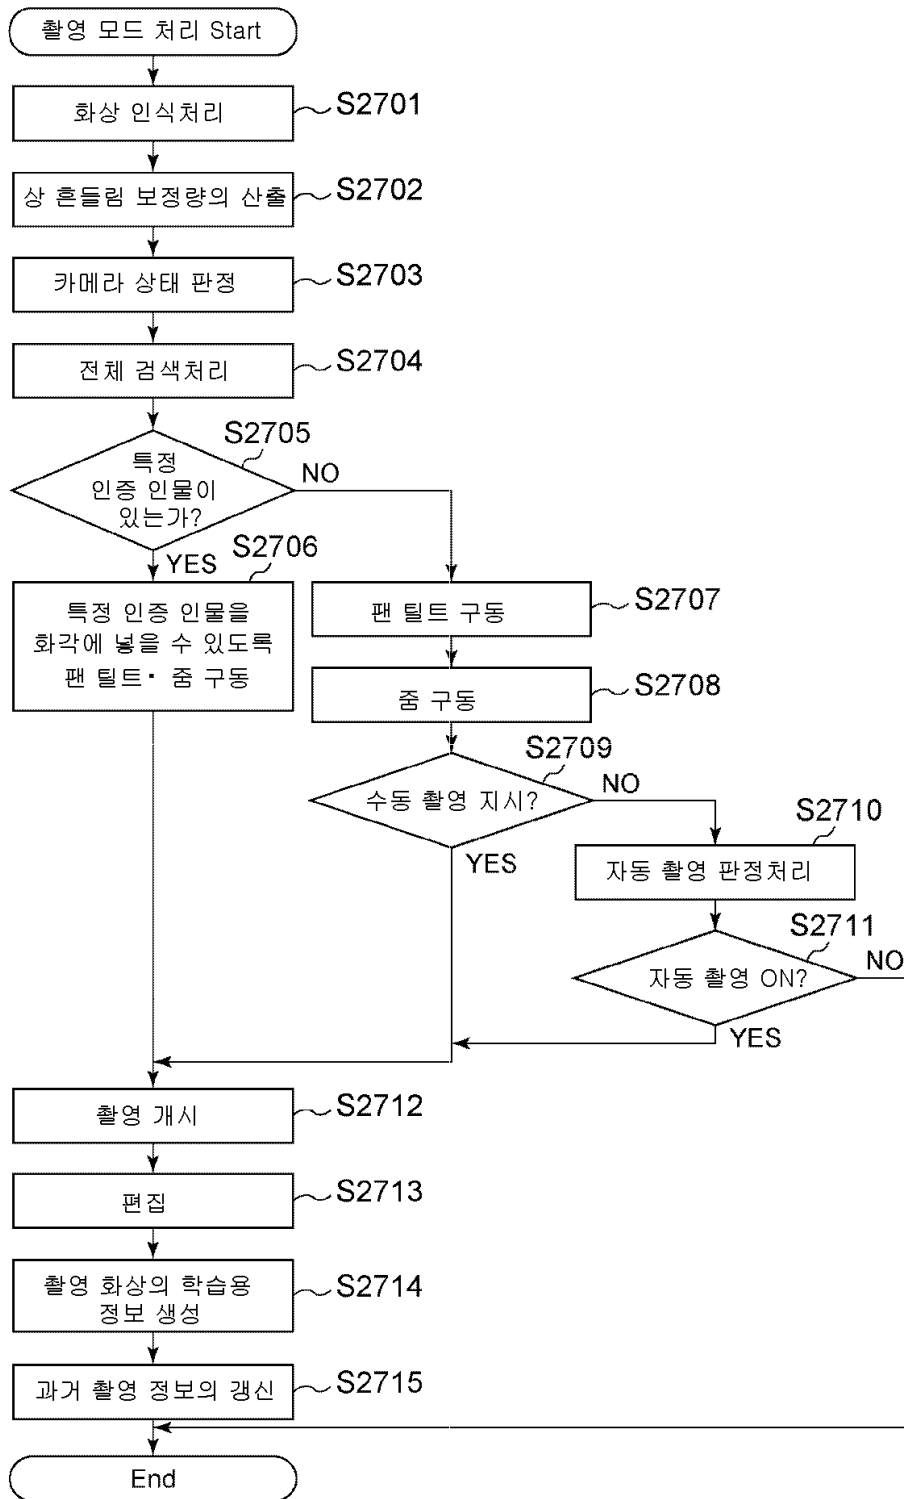 촬영 모드 처리 Start
화상 인식처리
S2701
상 흔들림 보정량의 산출
S2702
카메라 상태 판정
S2703
전체 검색처리
S2704
S2705
특정
인증 인물이
있는가?
NO
YES
S2706
특정 인증 인물을
화각에 넣을 수 있도록
팬 틸트· 줌 구동
팬 틸트 구동
S2707
줌 구동
S2708
S2709
수동 촬영 지시?
NO
YES
S2710
자동 촬영 판정처리
S2711
자동 촬영 ON?
NO
YES
촬영 개시
S2712
편집
S2713
촬영 화상의 학습용
정보 생성
S2714
과거 촬영 정보의 갱신
S2715
End